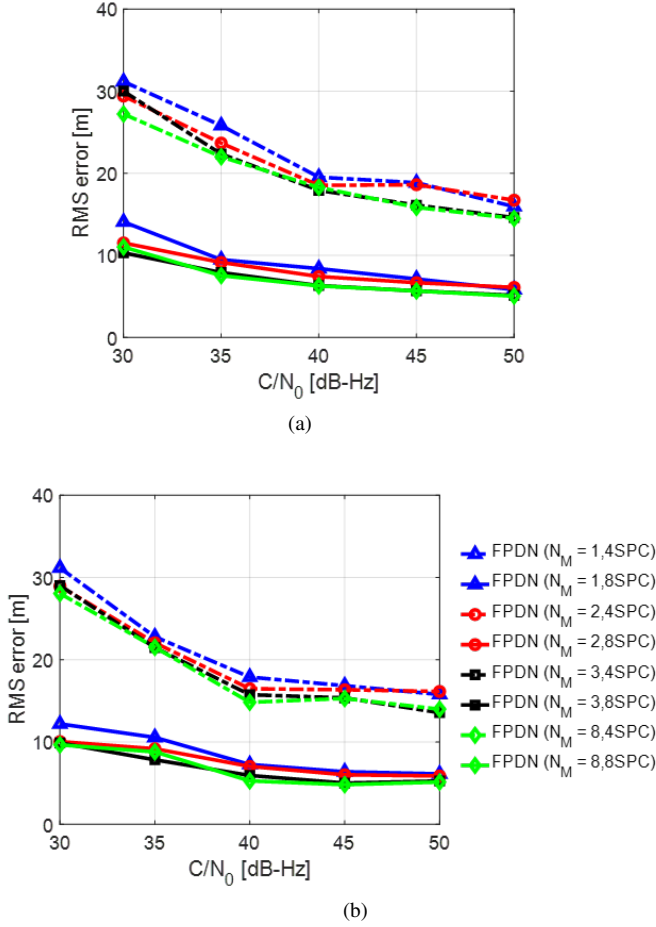 40
30
20
10
0
RMS error [m]
30 35 40 45 50
C/N0 [dB-Hz]
(a)
40
30
20
10
0
RMS error [m]
30 35 40 45 50
C/N0 [dB-Hz]
FPDN (NM = 1,4SPC)
FPDN (NM = 1,8SPC)
FPDN (NM = 2,4SPC)
FPDN (NM = 2,8SPC)
FPDN (NM = 3,4SPC)
FPDN (NM = 3,8SPC)
FPDN (NM = 8,4SPC)
FPDN (NM = 8,8SPC)
(b)